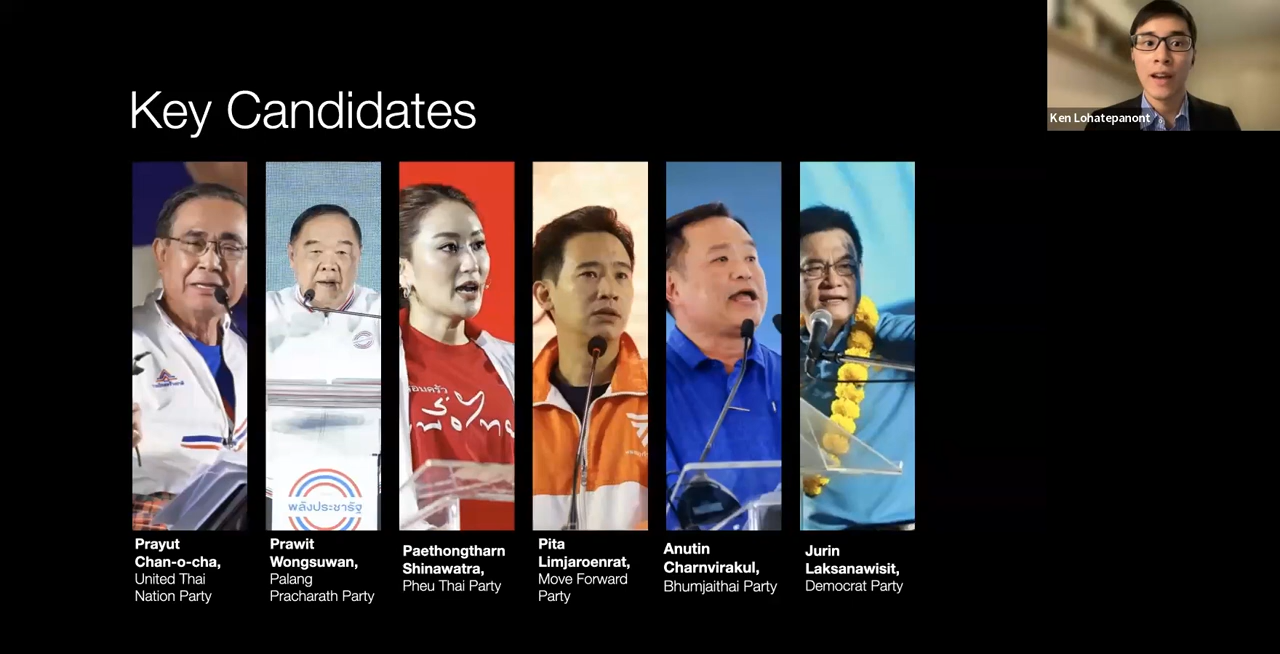 Key Candidates
Ken Lohatepanont
พลังประชารัฐ
Prayut
Chan-o-cha,
United Thai
Nation Party
Prawit
Wongsuwan,
Palang
Pracharath Party
Paethongtharn
Shinawatra,
Pheu Thai Party
Pita
Limjaroenrat,
Move Forward
Party
Anutin
Charnvirakul,
Bhumjaithai Party
Jurin
Laksanawisit,
Democrat Party